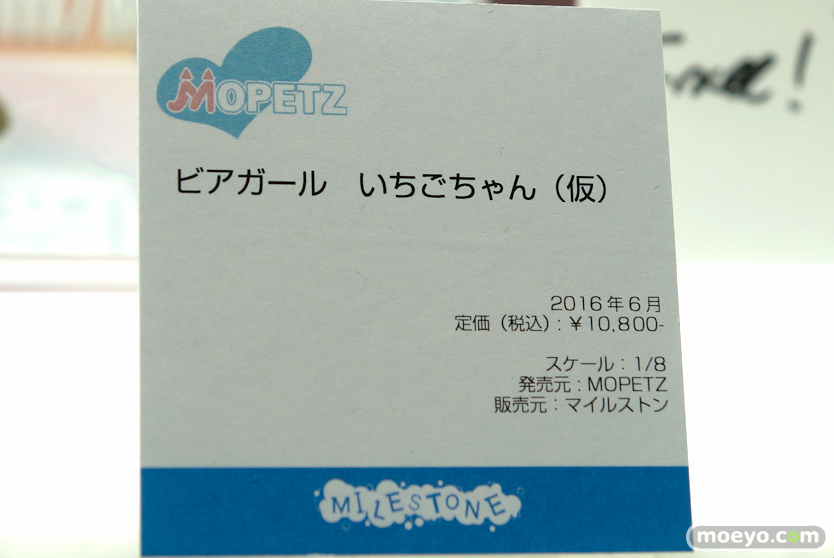 MOPETZ
ビアガール　いちごちゃん（仮）
2016年6月
定価（税込）：￥10,800-
スケール：1/8
発売元：MOPETZ
販売元：マイルストン
MILESTONE
moeyo.com